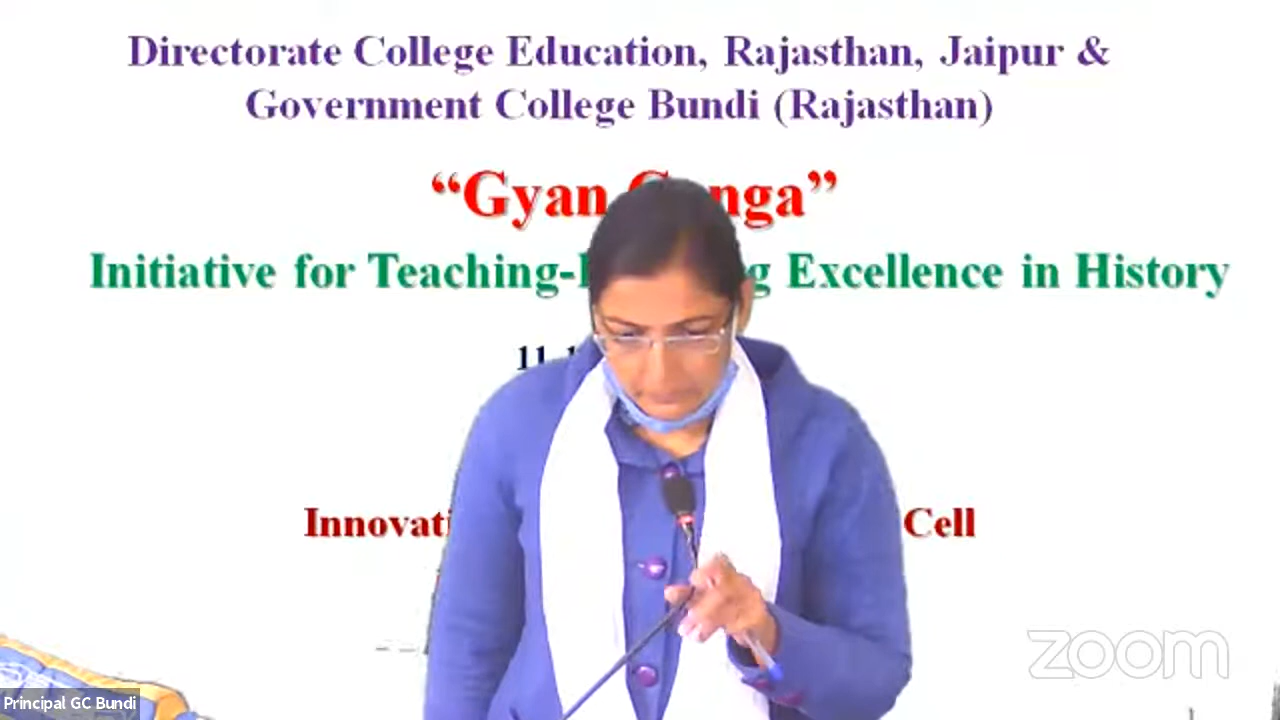 Directorate College Education, Rajasthan, Jaipur &
Government College Bundi (Rajasthan)
“Gyan nga”
Initiative for Teaching- Excellence in History
11
Cell
zoom
Principal GC Bundi